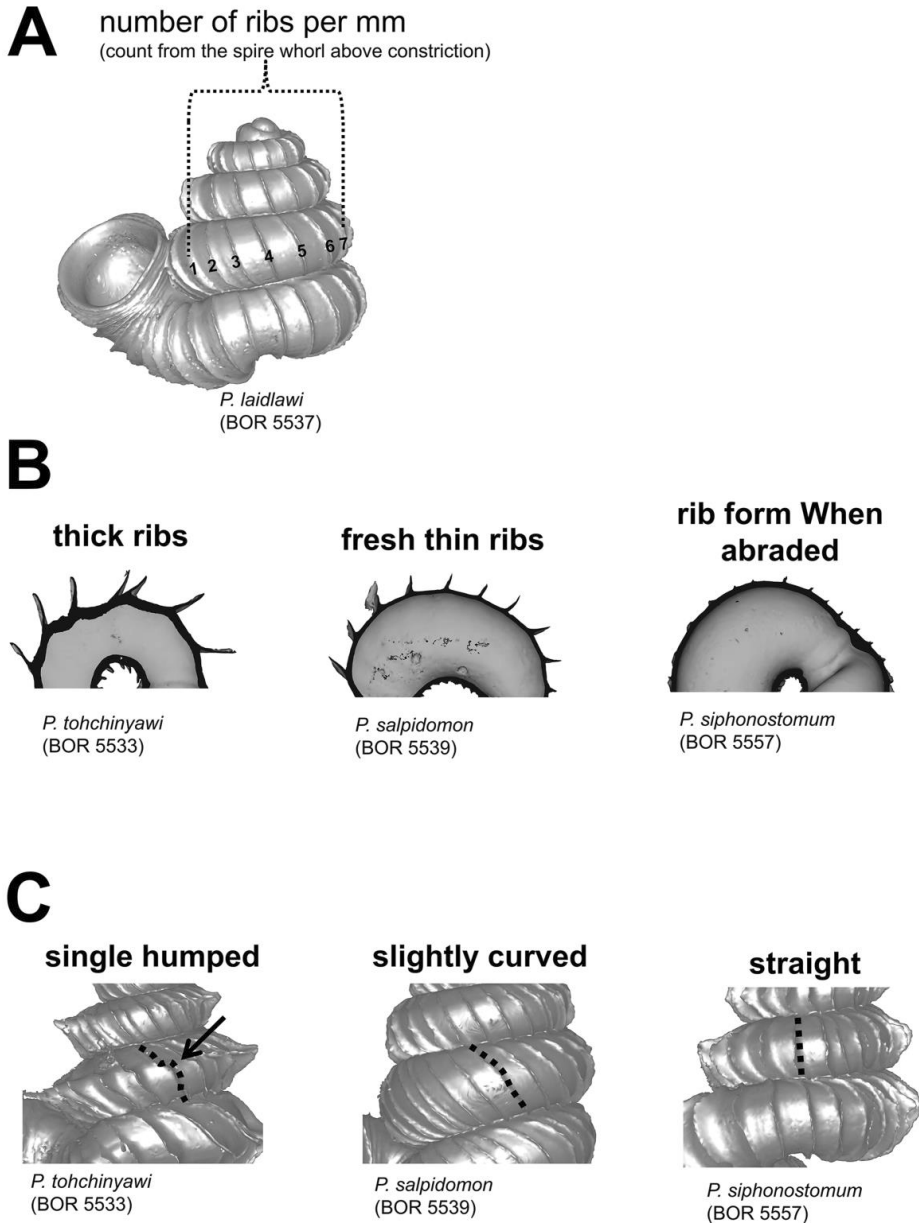 A
number of ribs per mm
(count from the spire whorl above constriction)
1 2 3 4 5 6 7
P. laidlawi
(BOR 5537)
B
thick ribs
fresh thin ribs
rib form When
abraded
P. tohchinyawi
(BOR 5533)
P. salpidomon
(BOR 5539)
P. siphonostomum
(BOR 5557)
C
single humped
slightly curved
straight
P. tohchinyawi
(BOR 5533)
P. salpidomon
(BOR 5539)
P. siphonostomum
(BOR 5557)